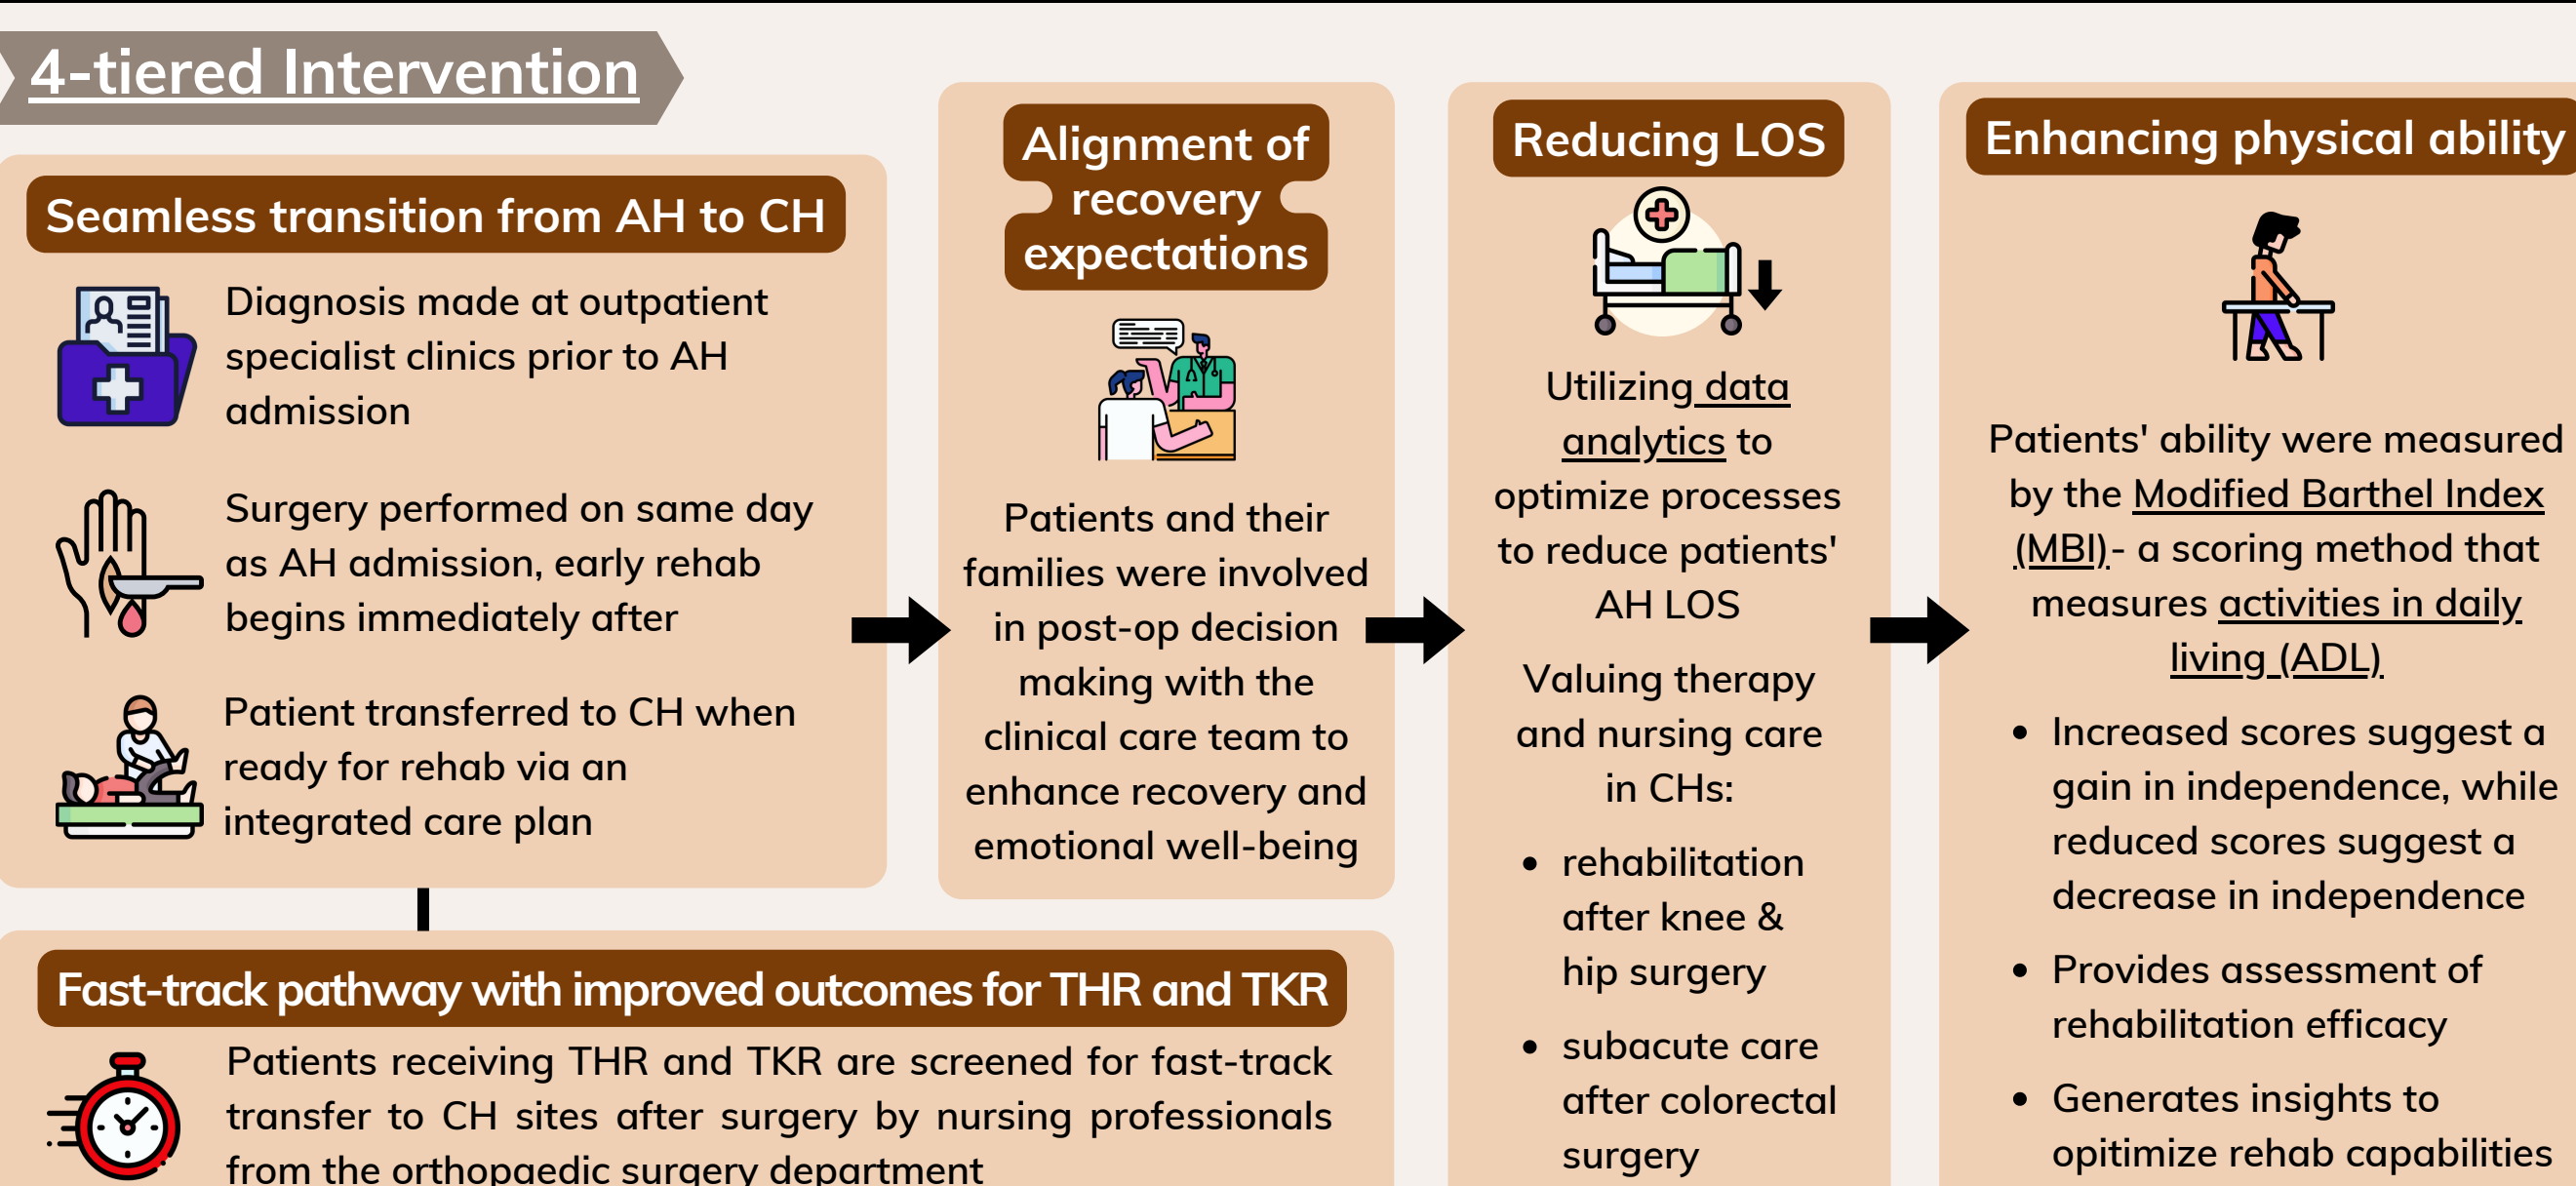 4-tiered Intervention
Seamless transition from AH to CH
Diagnosis made at outpatient
specialist clinics prior to AH
admission
Surgery performed on same day
as AH admission, early rehab
begins immediately after
Patient transferred to CH when
ready for rehab via an
integrated care plan
Fast-track pathway with improved outcomes for THR and TKR
Patients receiving THR and TKR are screened for fast-track
transfer to CH sites after surgery by nursing professionals
from the orthopaedic surgery department
Alignment of
recovery
expectations
Patients and their
families were involved
in post-op decision
making with the
clinical care team to
enhance recovery and
emotional well-being
Reducing LOS
Utilizing data
analytics to
optimize processes
to reduce patients'
AH LOS
Valuing therapy
and nursing care
in CHs:
• rehabilitation
after knee &
hip surgery
• subacute care
after colorectal
surgery
Enhancing physical ability
Patients' ability were measured
by the Modified Barthel Index
(MBI)- a scoring method that
measures activities in daily
living (ADL)
• Increased scores suggest a
gain in independence, while
reduced scores suggest a
decrease in independence
• Provides assessment of
rehabilitation efficacy
• Generates insights to
opitimize rehab capabilities